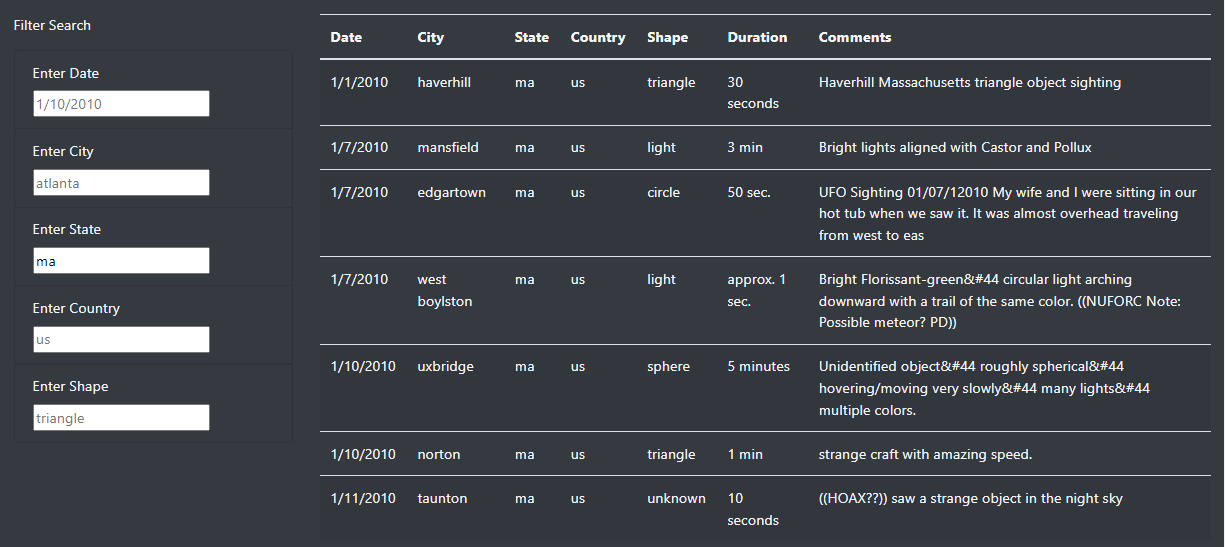 Filter Search
Enter Date
1/10/2010
Enter City
atlanta
Enter State
ma
Enter Country
us
Enter Shape
triangle
Date City State Country Shape Duration Comments
1/1/2010 haverhill ma us triangle 30 Haverhill Massachusetts triangle object sighting
seconds
1/7/2010 mansfield ma us light 3 min Bright lights aligned with Castor and Pollux
1/7/2010 edgartown ma us circle 50 sec. UFO Sighting 01/07/12010 My wife and I were sitting in our
hot tub when we saw it. It was almost overhead traveling
from west to eas
1/7/2010 west ma us light approx. 1 Bright Florissant-green&#44 circular light arching
boylston sec. downward with a trail of the same color. ((NUFORC Note:
Possible meteor? PD))
1/10/2010 uxbridge ma us sphere 5 minutes Unidentified object&#44 roughly spherical&#44
hovering/moving very slowly&#44 many lights&#44
multiple colors.
1/10/2010 norton ma us triangle 1 min strange craft with amazing speed.
1/11/2010 taunton ma us unknown 10 ((HOAX??)) saw a strange object in the night sky
seconds